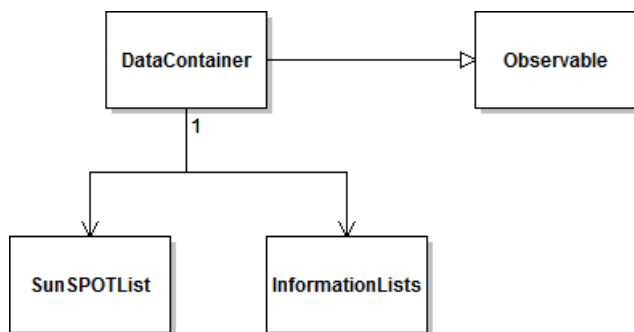 DataContainer
Observable
1
SunSPOTList
InformationLists